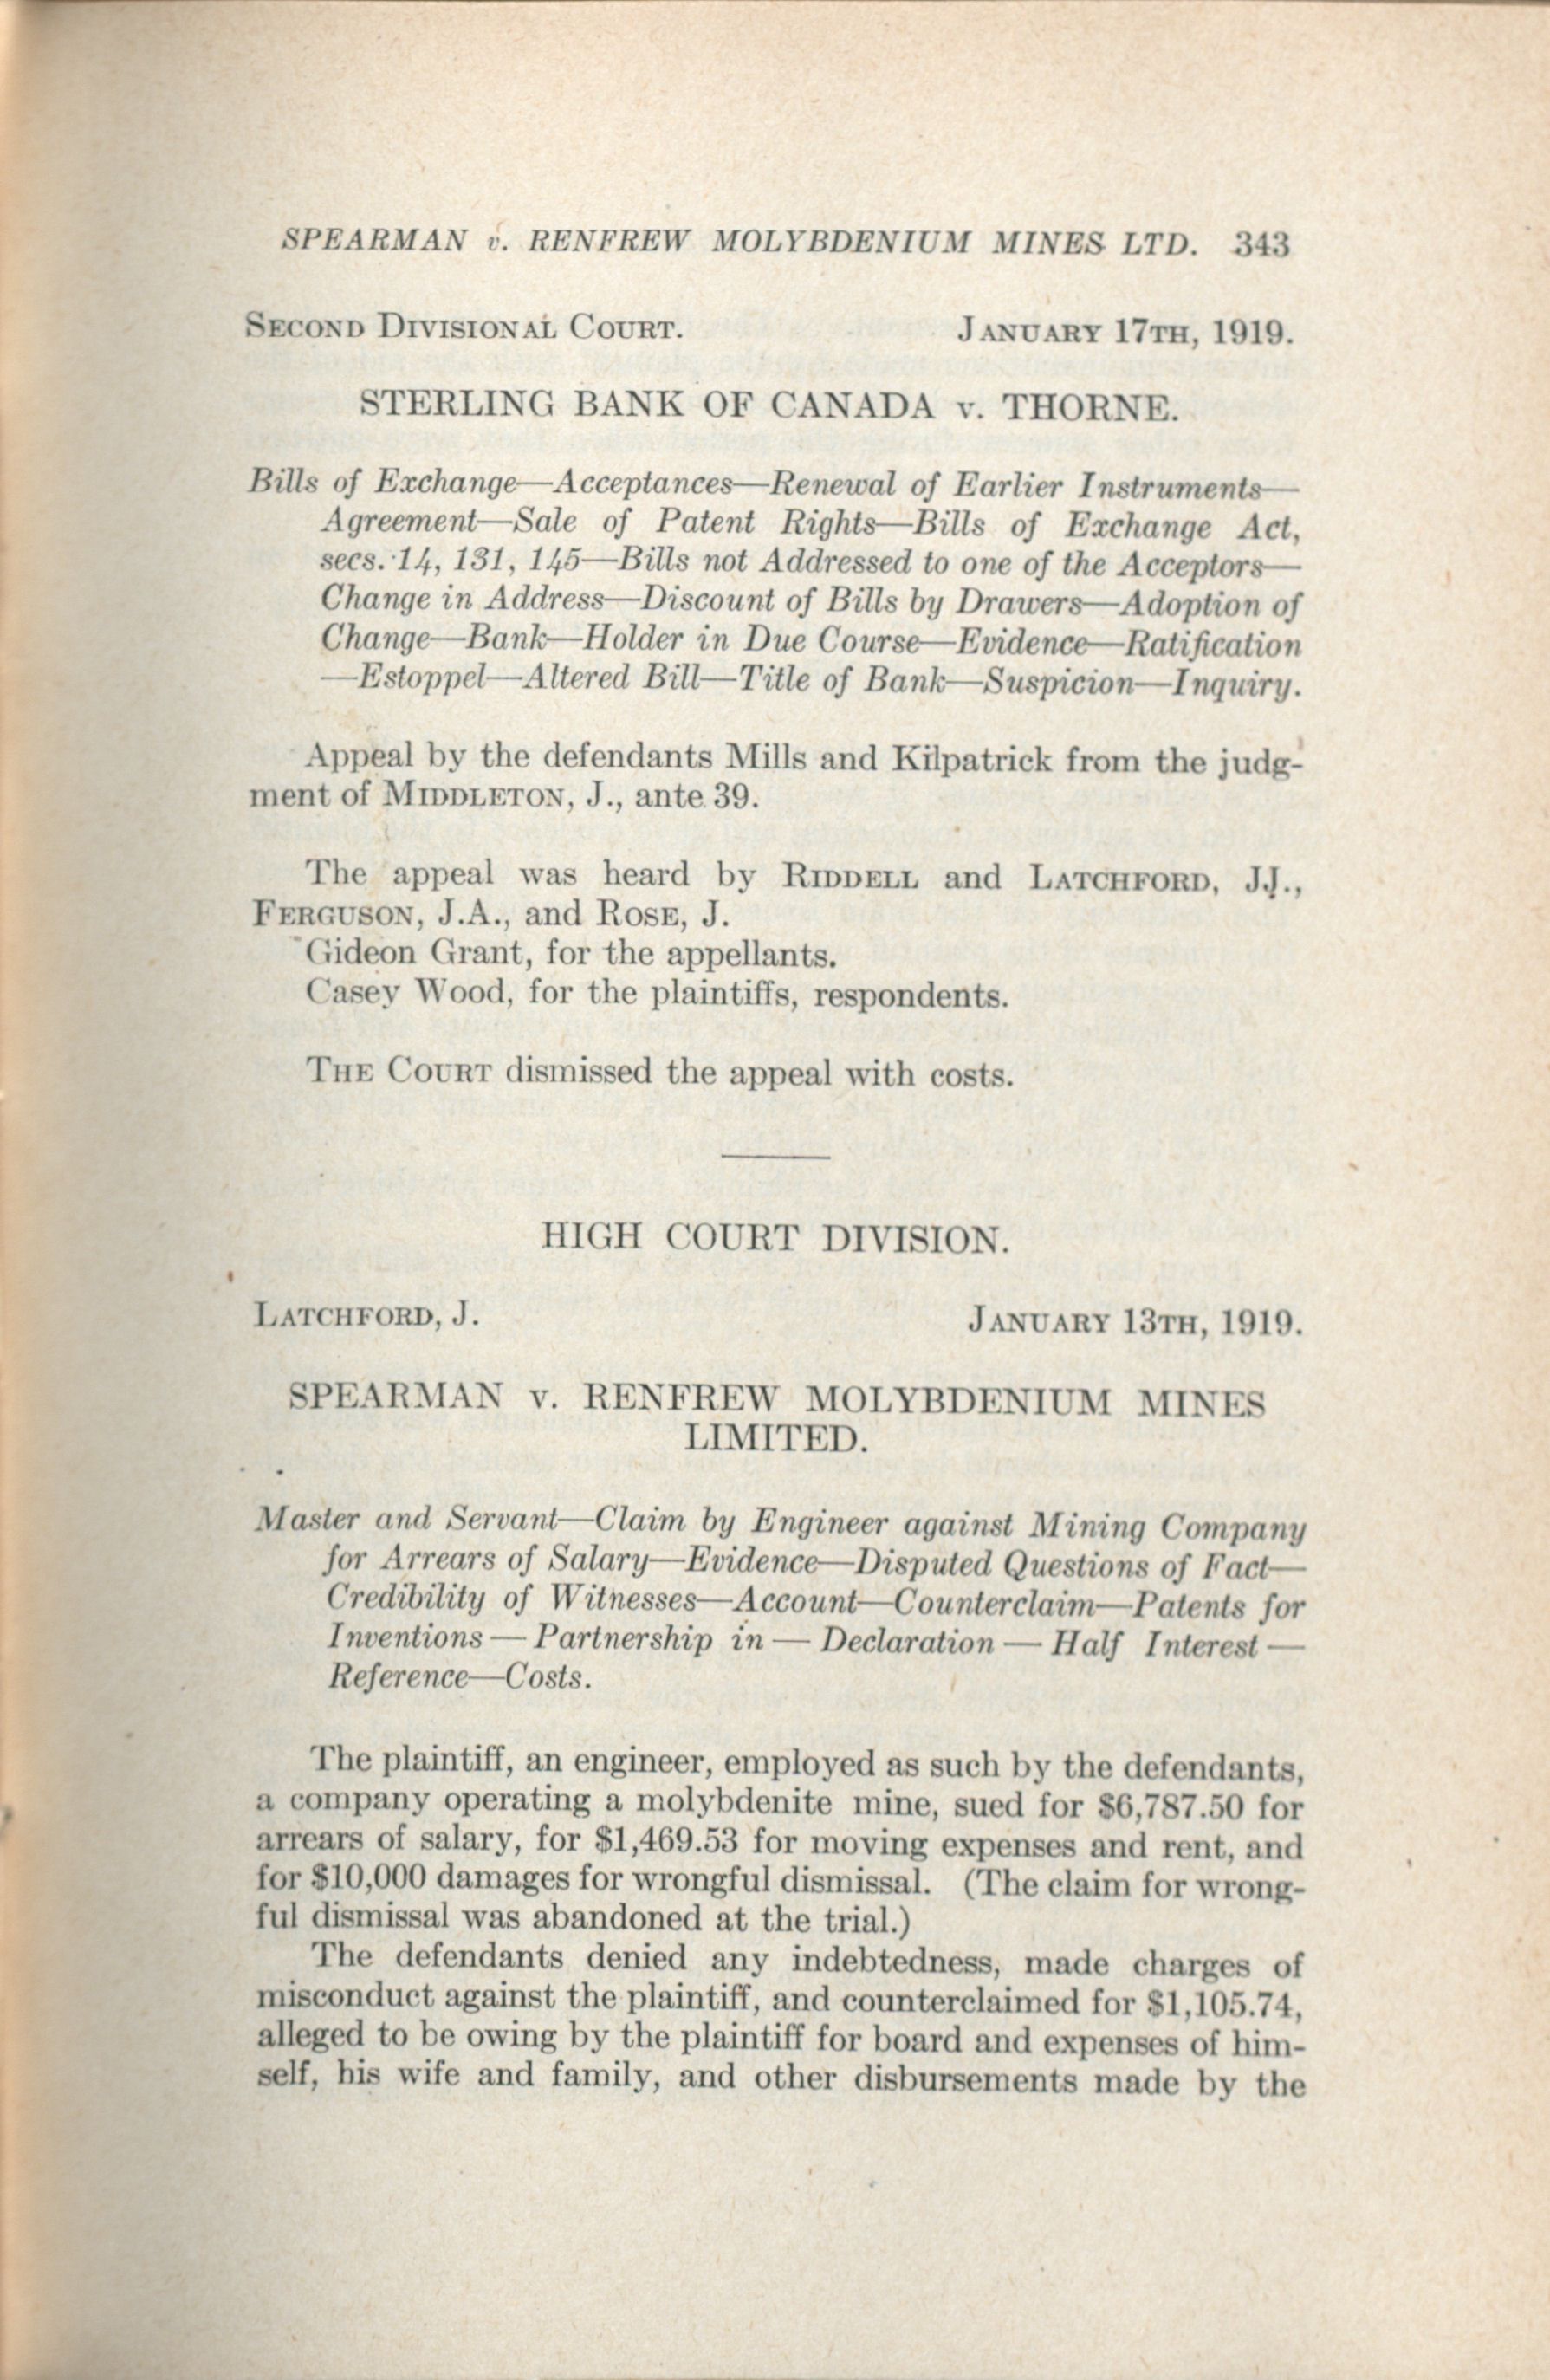 SPEARMAN v. RENFREW MOLYBDENIUM MINES LTD. 343
SECOND DIVISIONAL COURT. JANUARY 17TH, 1919.
STERLING BANK OF CANADA v. THORNE.
Bills of Exchange—Acceptances—Renewal of Earlier Instruments—
Agreement—Sale of Patent Rights—Bills of Exchange Act,
secs. 14, 131, 145—Bills not Addressed to one of the Acceptors—
Change in Address—Discount of Bills by Drawers—Adoption of
Change—Bank—Holder in Due Course—Evidence—Ratification
—Estoppel—Altered Bill—Title of Bank—Suspicion—Inquiry.
Appeal by the defendants Mills and Kilpatrick from the judg-
ment of MIDDLETON, J., ante 39.
The appeal was heard by RIDDELL and LATCHFORD, JJ.,
FERGUSON, J.A., and ROSE, J.
Gideon Grant, for the appellants.
Casey Wood, for the plaintiffs, respondents.
THE COURT dismissed the appeal with costs.
HIGH COURT DIVISION.
LATCHFORD, J. JANUARY 13TH, 1919.
SPEARMAN v. RENFREW MOLYBDENIUM MINES
LIMITED.
Master and Servant—Claim by Engineer against Mining Company
for Arrears of Salary—Evidence—Disputed Questions of Fact—
Credibility of Witnesses—Account—Counterclaim—Patents for
Inventions — Partnership in — Declaration — Half Interest —
Reference—Costs.
The plaintiff, an engineer, employed as such by the defendants,
a company operating a molybdenite mine, sued for $6,787.50 for
arrears of salary, for $1,469.53 for moving expenses and rent, and
for $10,000 damages for wrongful dismissal. (The claim for wrong-
ful dismissal was abandoned at the trial.)
The defendants denied any indebtedness, made charges of
misconduct against the plaintiff, and counterclaimed for $1,105.74,
alleged to be owing by the plaintiff for board and expenses of him-
self, his wife and family, and other disbursements made by the